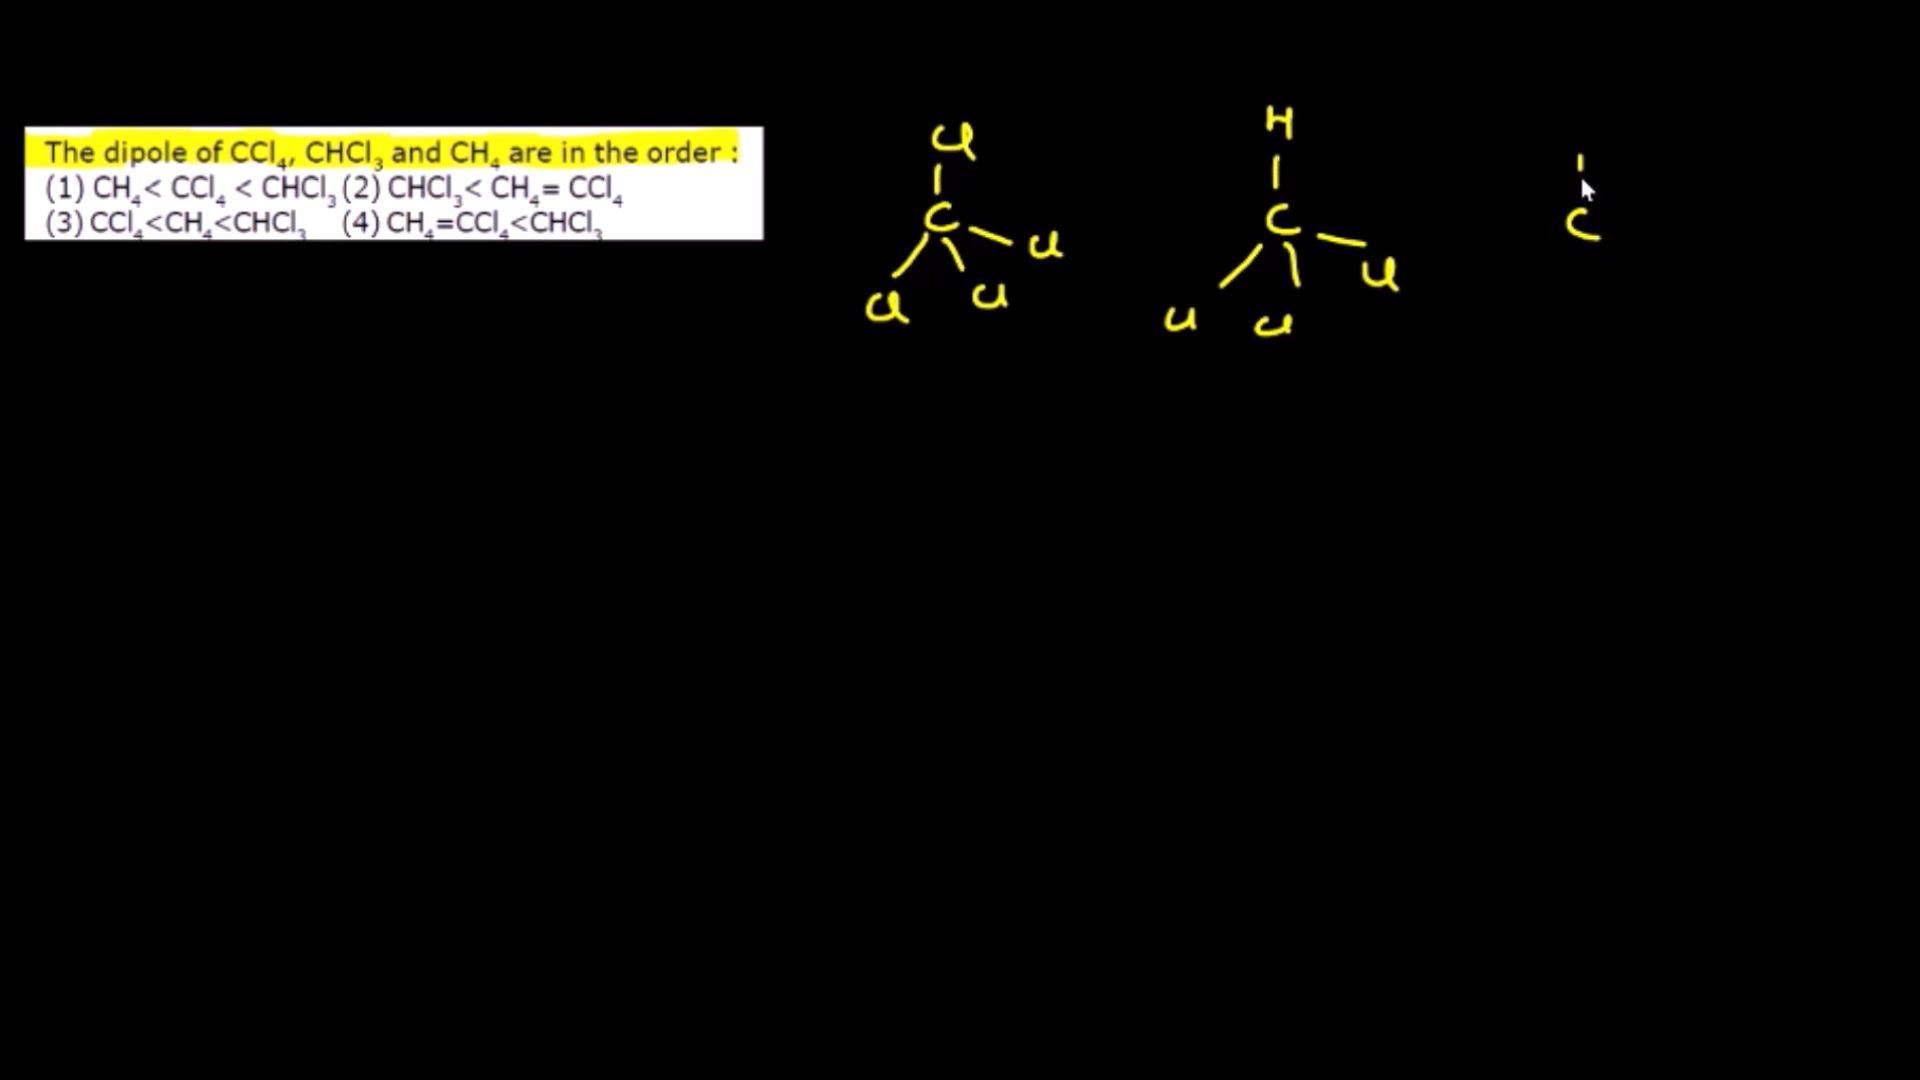 The dipole of CCl₄, CHCl₃ and CH₄ are in the order :
(1) CH₄< CCl₄ < CHCl₃ (2) CHCl₃< CH₄= CCl₄
(3) CCl₄<CH₄<CHCl₃ (4) CH₄=CCl₄<CHCl₃
Cl
C
Cl
Cl
Cl
H
C
Cl
Cl
Cl
C